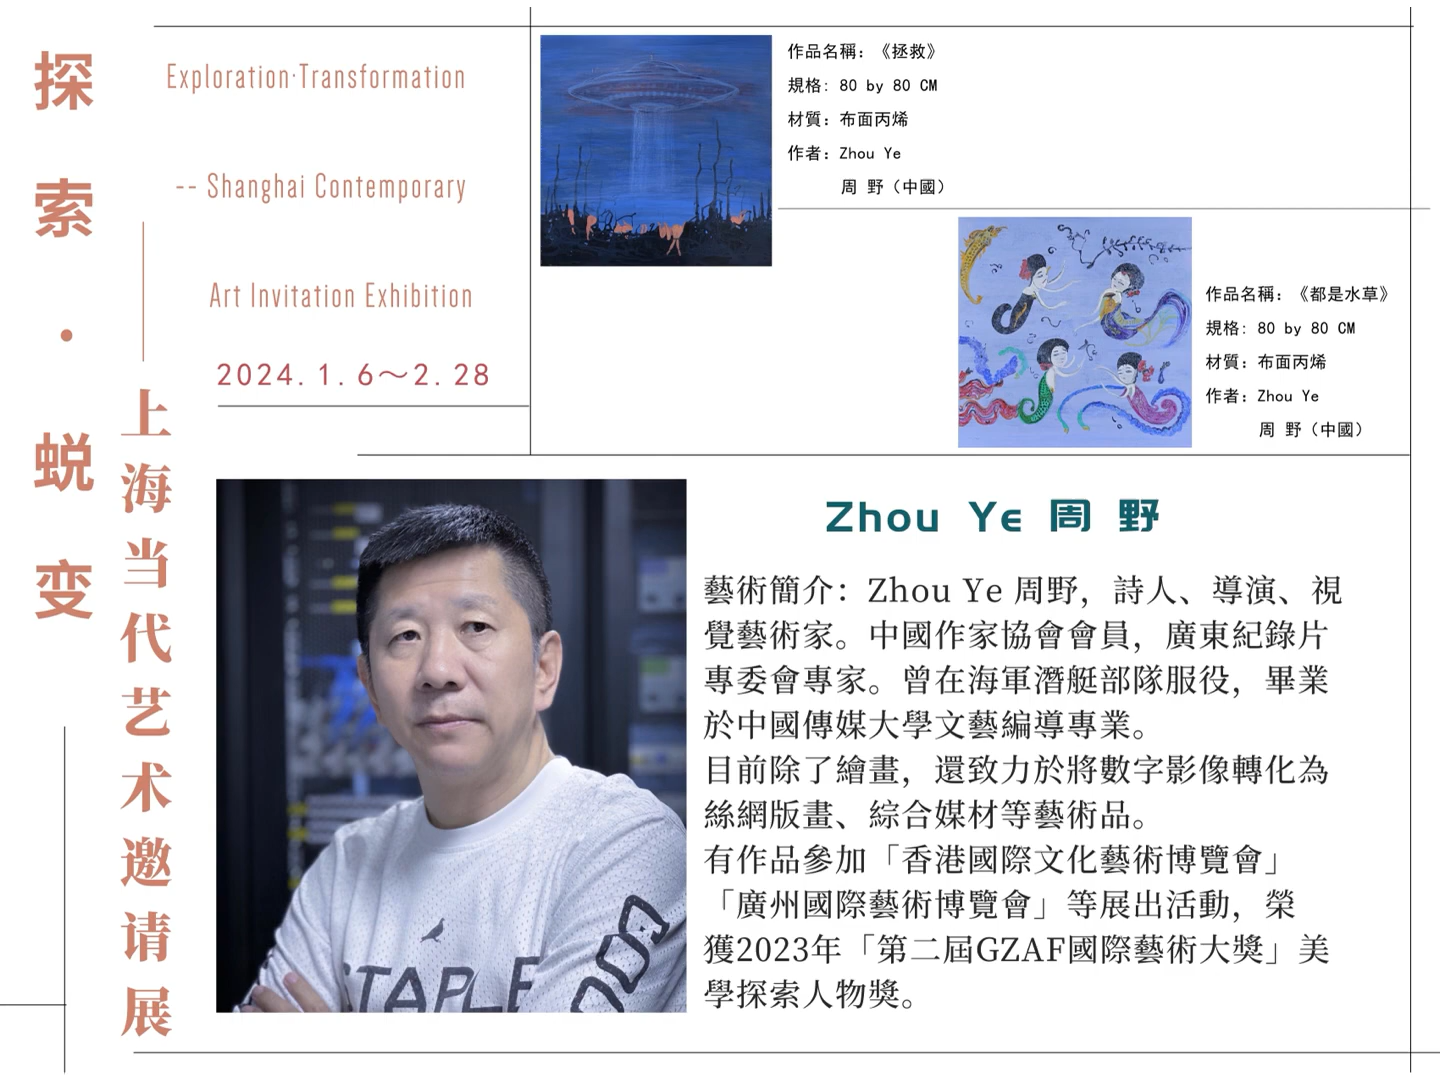 探索·蜕变
上海当代艺术邀请展
Exploration·Transformation
-- Shanghai Contemporary
Art Invitation Exhibition
2024.1.6～2.28
作品名稱：《拯救》
規格：80 by 80 CM
材質：布面丙烯
作者：Zhou Ye
周 野（中國）
作品名稱：《都是水草》
規格：80 by 80 CM
材質：布面丙烯
作者：Zhou Ye
周 野（中國）
Zhou Ye 周 野
藝術簡介：Zhou Ye 周野，詩人、導演、視
覺藝術家。中國作家協會會員，廣東紀錄片
專委會專家。曾在海軍潛艇部隊服役，畢業
於中國傳媒大學文藝編導專業。
目前除了繪畫，還致力於將數字影像轉化為
絲網版畫、綜合媒材等藝術品。
有作品參加「香港國際文化藝術博覽會」
「廣州國際藝術博覽會」等展出活動，榮
獲2023年「第二屆GZAF國際藝術大獎」美
學探索人物獎。
STAPLE